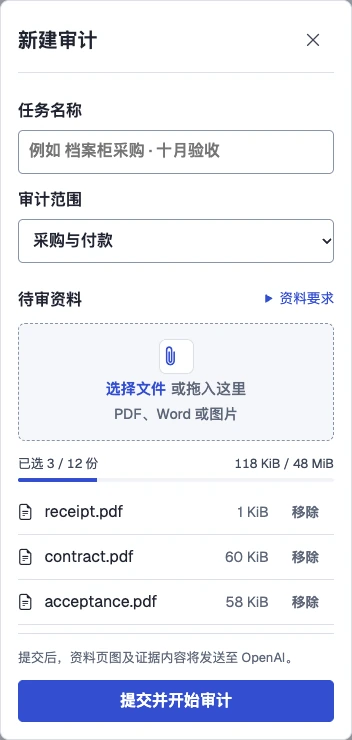 新建审计
任务名称
例如 档案柜采购 · 十月验收
审计范围
采购与付款
待审资料
资料要求
选择文件 或拖入这里
PDF、Word 或图片
已选 3 / 12 份 118 KiB / 48 MiB
receipt.pdf 1 KiB 移除
contract.pdf 60 KiB 移除
acceptance.pdf 58 KiB 移除
提交后，资料页图及证据内容将发送至 OpenAI。
提交并开始审计